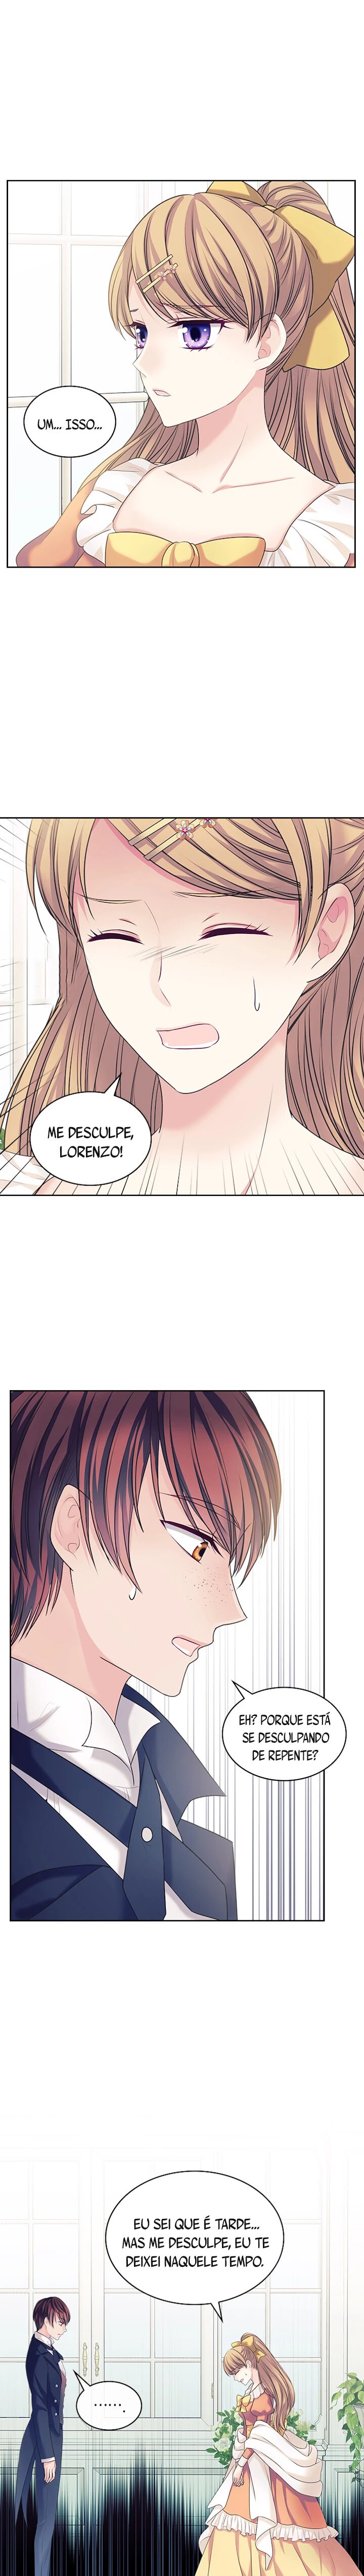 UM... ISSO...
ME DESCULPE,
LORENZO!
EH? PORQUE ESTÁ
SE DESCULPANDO
DE REPENTE?
EU SEI QUE É TARDE...
MAS ME DESCULPE, EU TE
DEIXEI NAQUELE TEMPO.
......